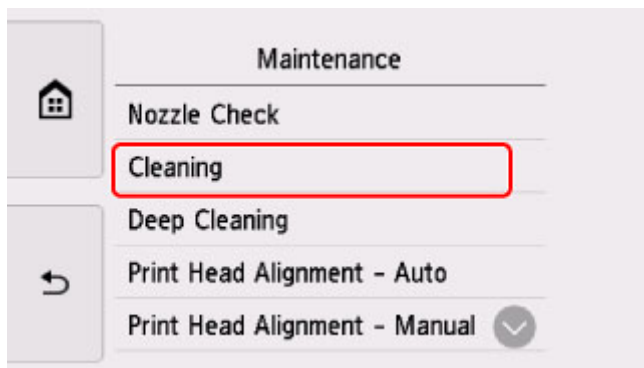 Maintenance
Nozzle Check
Cleaning
Deep Cleaning
Print Head Alignment - Auto
Print Head Alignment - Manual